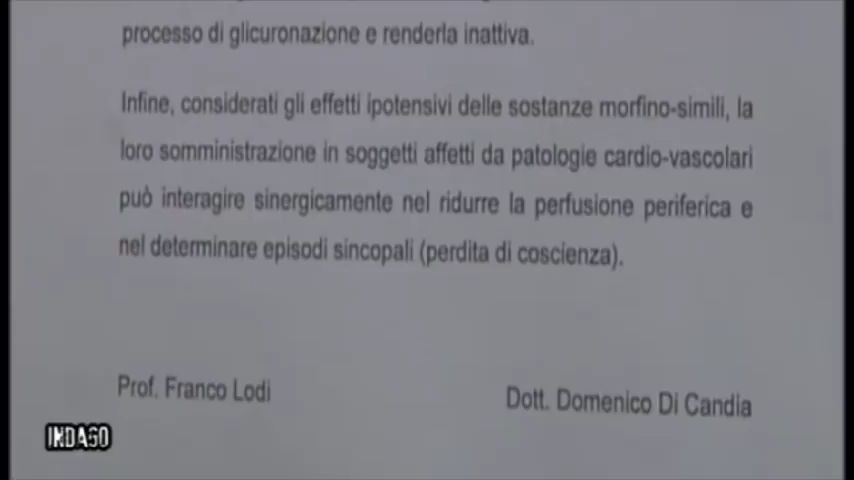 processo di glicuronazione e renderla inattiva.
Infine, considerati gli effetti ipotensivi delle sostanze morfino-simili, la
loro somministrazione in soggetti affetti da patologie cardio-vascolari
può interagire sinergicamente nel ridurre la perfusione periferica e
nel determinare episodi sincopali (perdita di coscienza).
Prof. Franco Lodi
Dott. Domenico Di Candia
INDAGO